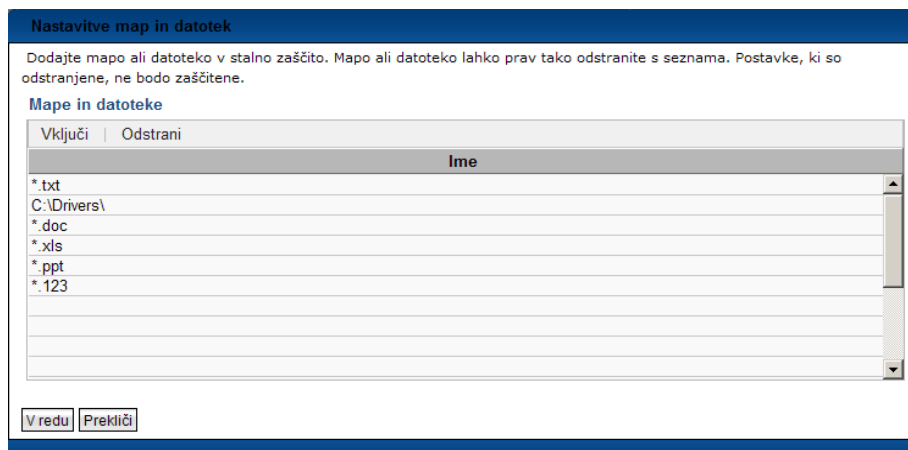 Nastavitve map in datotek
Dodajte mapo ali datoteko v stalno zaščito. Mapo ali datoteko lahko prav tako odstranite s seznama. Postavke, ki so
odstranjene, ne bodo zaščitene.
Mape in datoteke
Vključi | Odstrani
Ime
*.txt
C:\Drivers\
*.doc
*.xls
*.ppt
*.123
V redu Prekliči